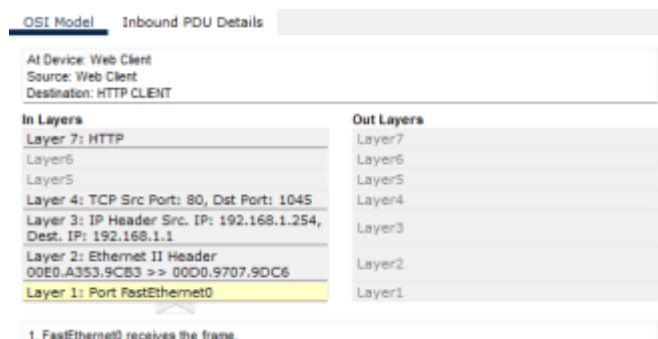 OSI Model Inbound PDU Details
At Device: Web Client
Source: Web Client
Destination: HTTP CLIENT
In Layers Out Layers
Layer 7: HTTP Layer7
Layer6 Layer6
Layer5 Layer5
Layer 4: TCP Src Port: 80, Dst Port: 1045 Layer4
Layer 3: IP Header Src. IP: 192.168.1.254,
Dest. IP: 192.168.1.1 Layer3
Layer 2: Ethernet II Header
00E0.A353.9CB3 >> 00D0.9707.9DC6 Layer2
Layer 1: Port FastEthernet0 Layer1
1. FastEthernet0 receives the frame.